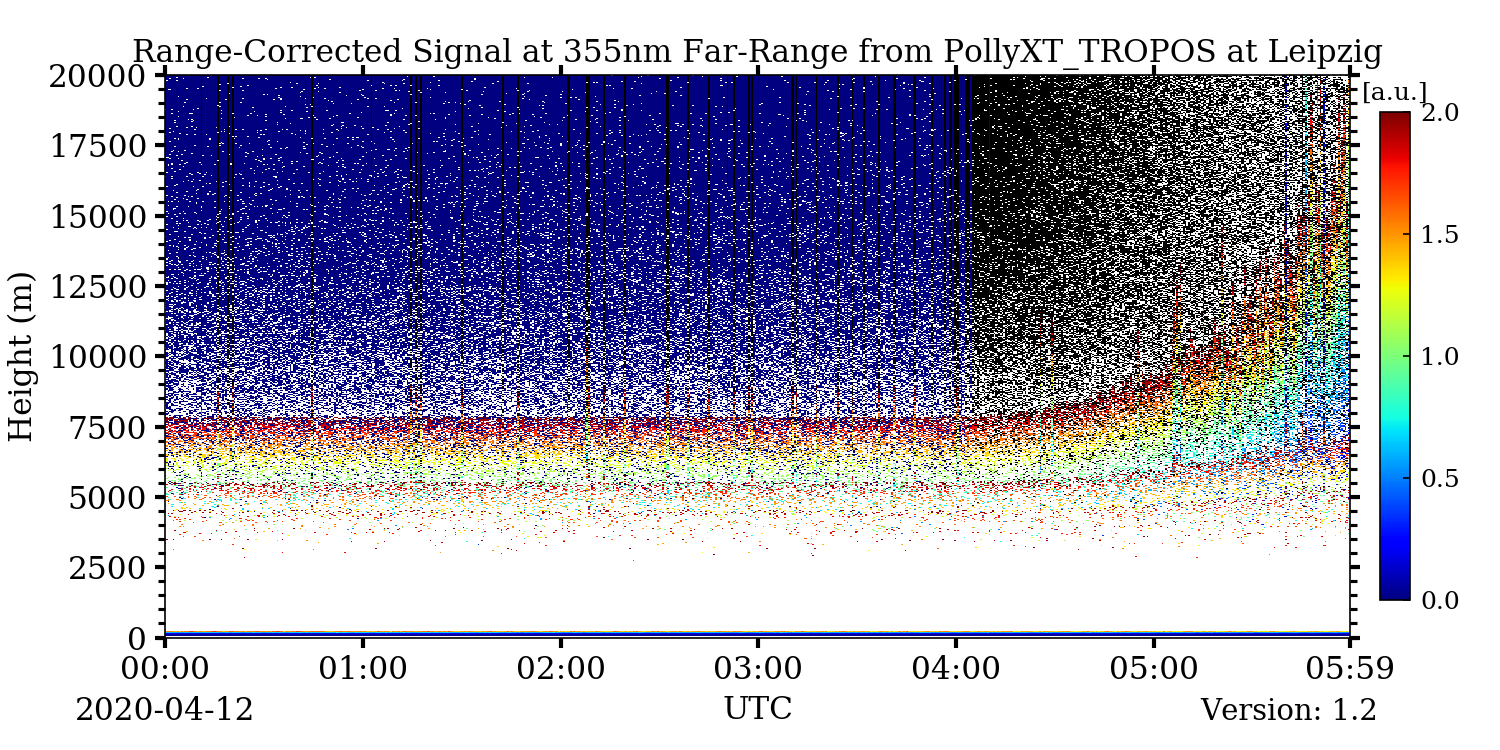 Range-Corrected Signal at 355nm Far-Range from PollyXT_TROPOS at Leipzig
[a.u.]
20000
17500
15000
12500
10000
7500
5000
2500
0
Height (m)
2.0
1.5
1.0
0.5
0.0
00:00 01:00 02:00 03:00 04:00 05:00 05:59
2020-04-12 UTC Version: 1.2